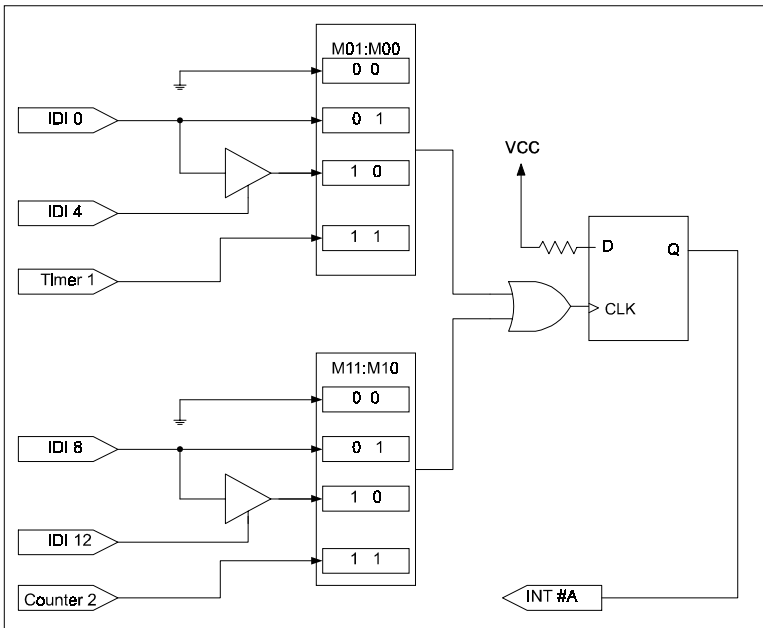 M01:M00
0 0
IDI 0
0 1
1 0
IDI 4
1 1
Timer 1
VCC
D
Q
CLK
M11:M10
0 0
IDI 8
0 1
1 0
IDI 12
1 1
Counter 2
INT #A